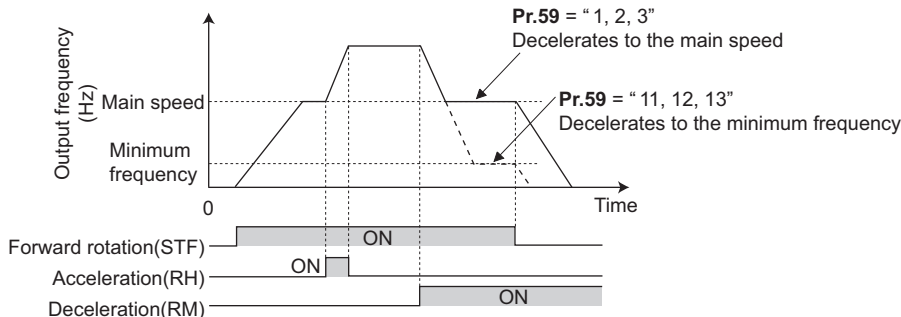 Pr.59 = “ 1, 2, 3”
Decelerates to the main speed
Output frequency
(Hz)
Main speed
Pr.59 = “ 11, 12, 13”
Decelerates to the minimum frequency
Minimum
frequency
0
Time
Forward rotation(STF)
ON
Acceleration(RH)
ON
Deceleration(RM)
ON